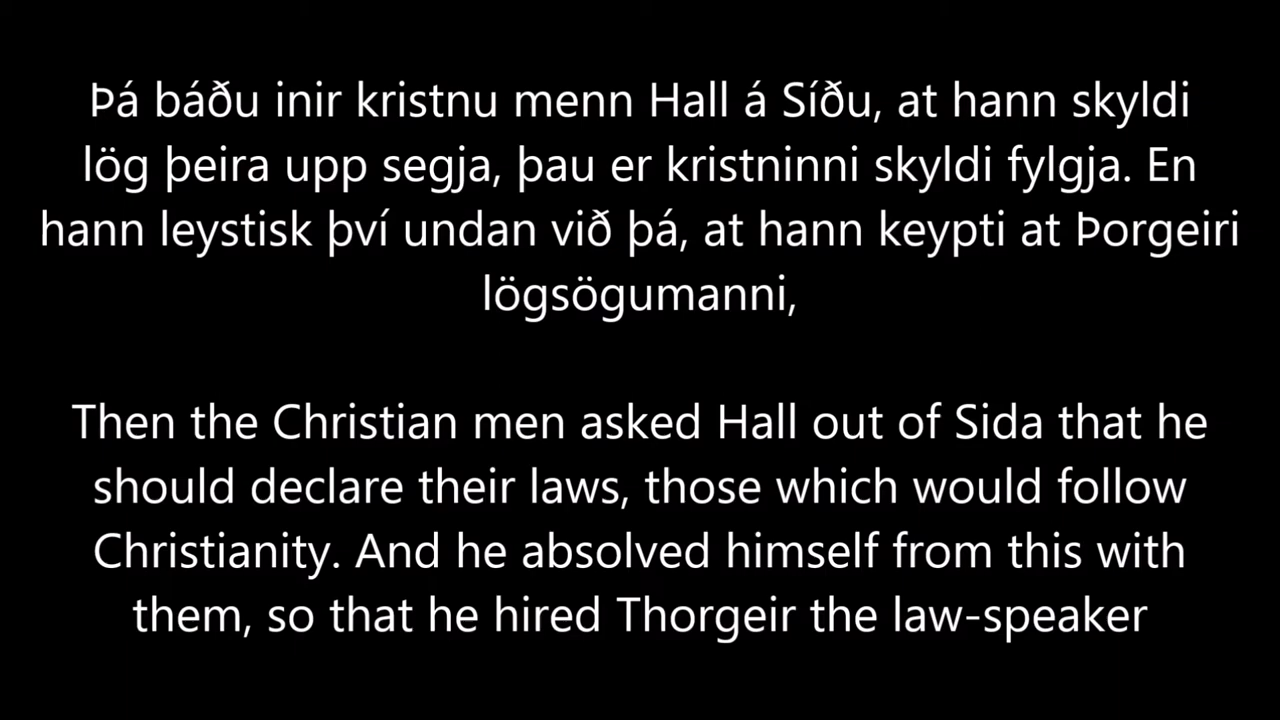 Þá báðu inir kristnu menn Hall á Síðu, at hann skyldi
lög þeira upp segja, þau er kristninni skyldi fylgja. En
hann leystisk því undan við þá, at hann keypti at Þorgeiri
lögsögumanni,
Then the Christian men asked Hall out of Sida that he
should declare their laws, those which would follow
Christianity. And he absolved himself from this with
them, so that he hired Thorgeir the law-speaker